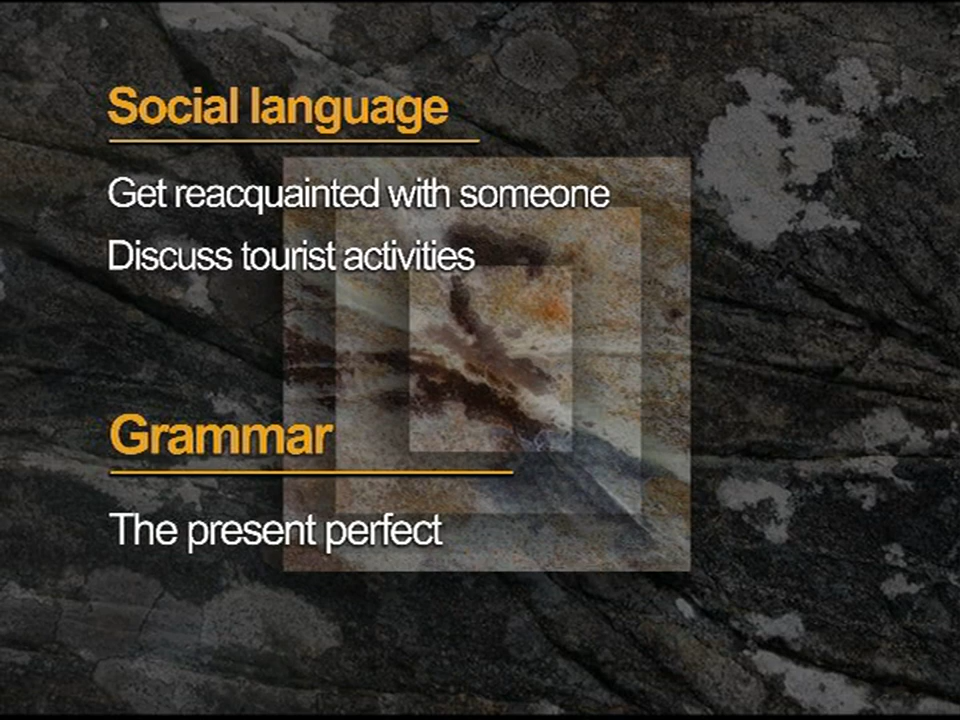 Social language
Get reacquainted with someone
Discuss tourist activities
Grammar
The present perfect